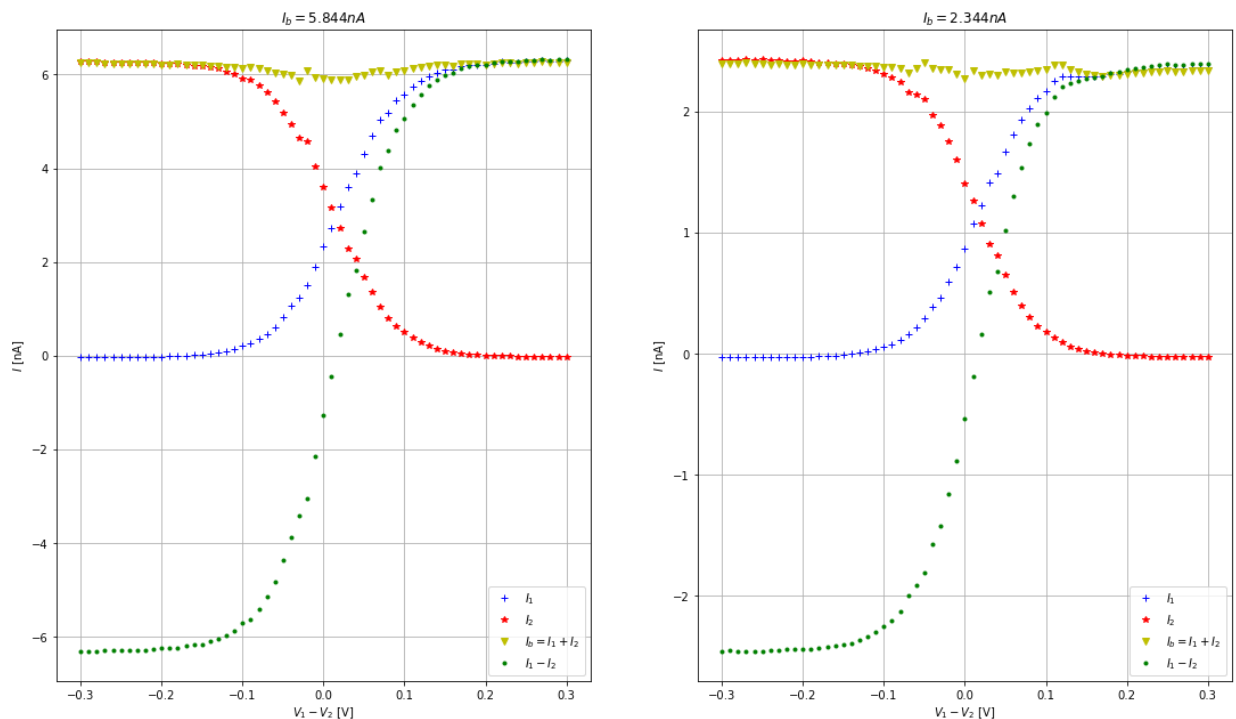 I_b = 5.844nA
6
4
2
0
−2
−4
−6
I [nA]
−0.3 −0.2 −0.1 0.0 0.1 0.2 0.3
V_1 − V_2 [V]
I_1
I_2
I_b = I_1 + I_2
I_1 − I_2
I_b = 2.344nA
2
1
0
−1
−2
I [nA]
−0.3 −0.2 −0.1 0.0 0.1 0.2 0.3
V_1 − V_2 [V]
I_1
I_2
I_b = I_1 + I_2
I_1 − I_2